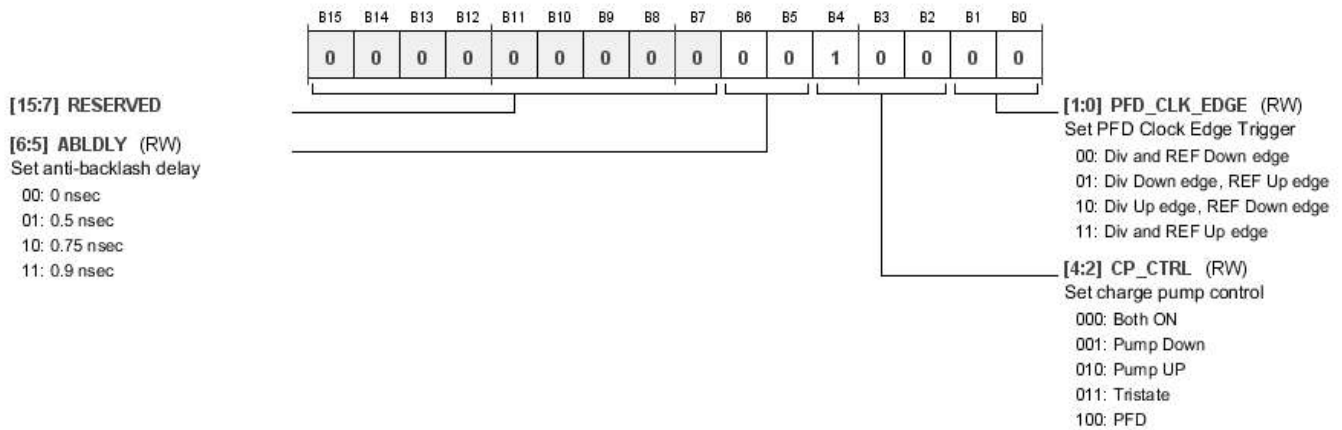 B15 B14 B13 B12 B11 B10 B9 B8 B7 B6 B5 B4 B3 B2 B1 B0
0 0 0 0 0 0 0 0 0 0 0 1 0 0 0 0
[15:7] RESERVED
[6:5] ABLDLY (RW)
Set anti-backlash delay
00: 0 nsec
01: 0.5 nsec
10: 0.75 nsec
11: 0.9 nsec
[1:0] PFD_CLK_EDGE (RW)
Set PFD Clock Edge Trigger
00: Div and REF Down edge
01: Div Down edge, REF Up edge
10: Div Up edge, REF Down edge
11: Div and REF Up edge
[4:2] CP_CTRL (RW)
Set charge pump control
000: Both ON
001: Pump Down
010: Pump UP
011: Tristate
100: PFD